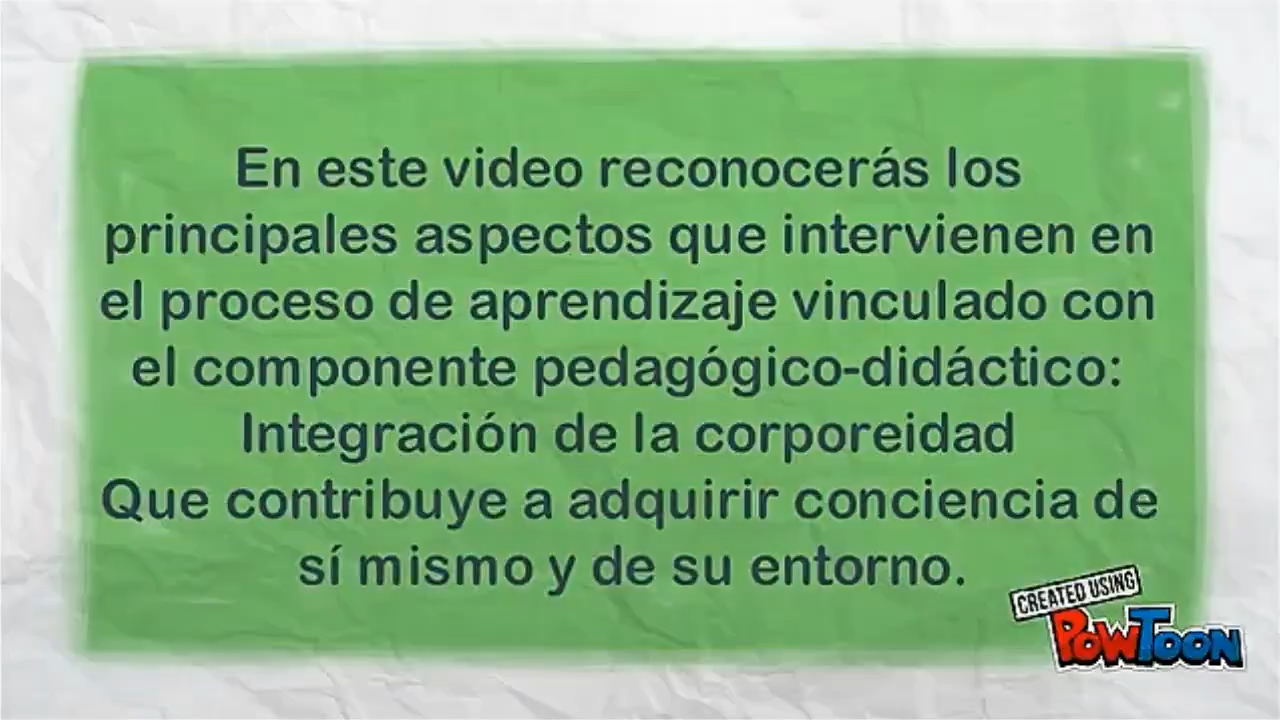 En este video reconocerás los
principales aspectos que intervienen en
el proceso de aprendizaje vinculado con
el componente pedagógico-didáctico:
Integración de la corporeidad
Que contribuye a adquirir conciencia de
sí mismo y de su entorno.
CREATED USING
POWTOON